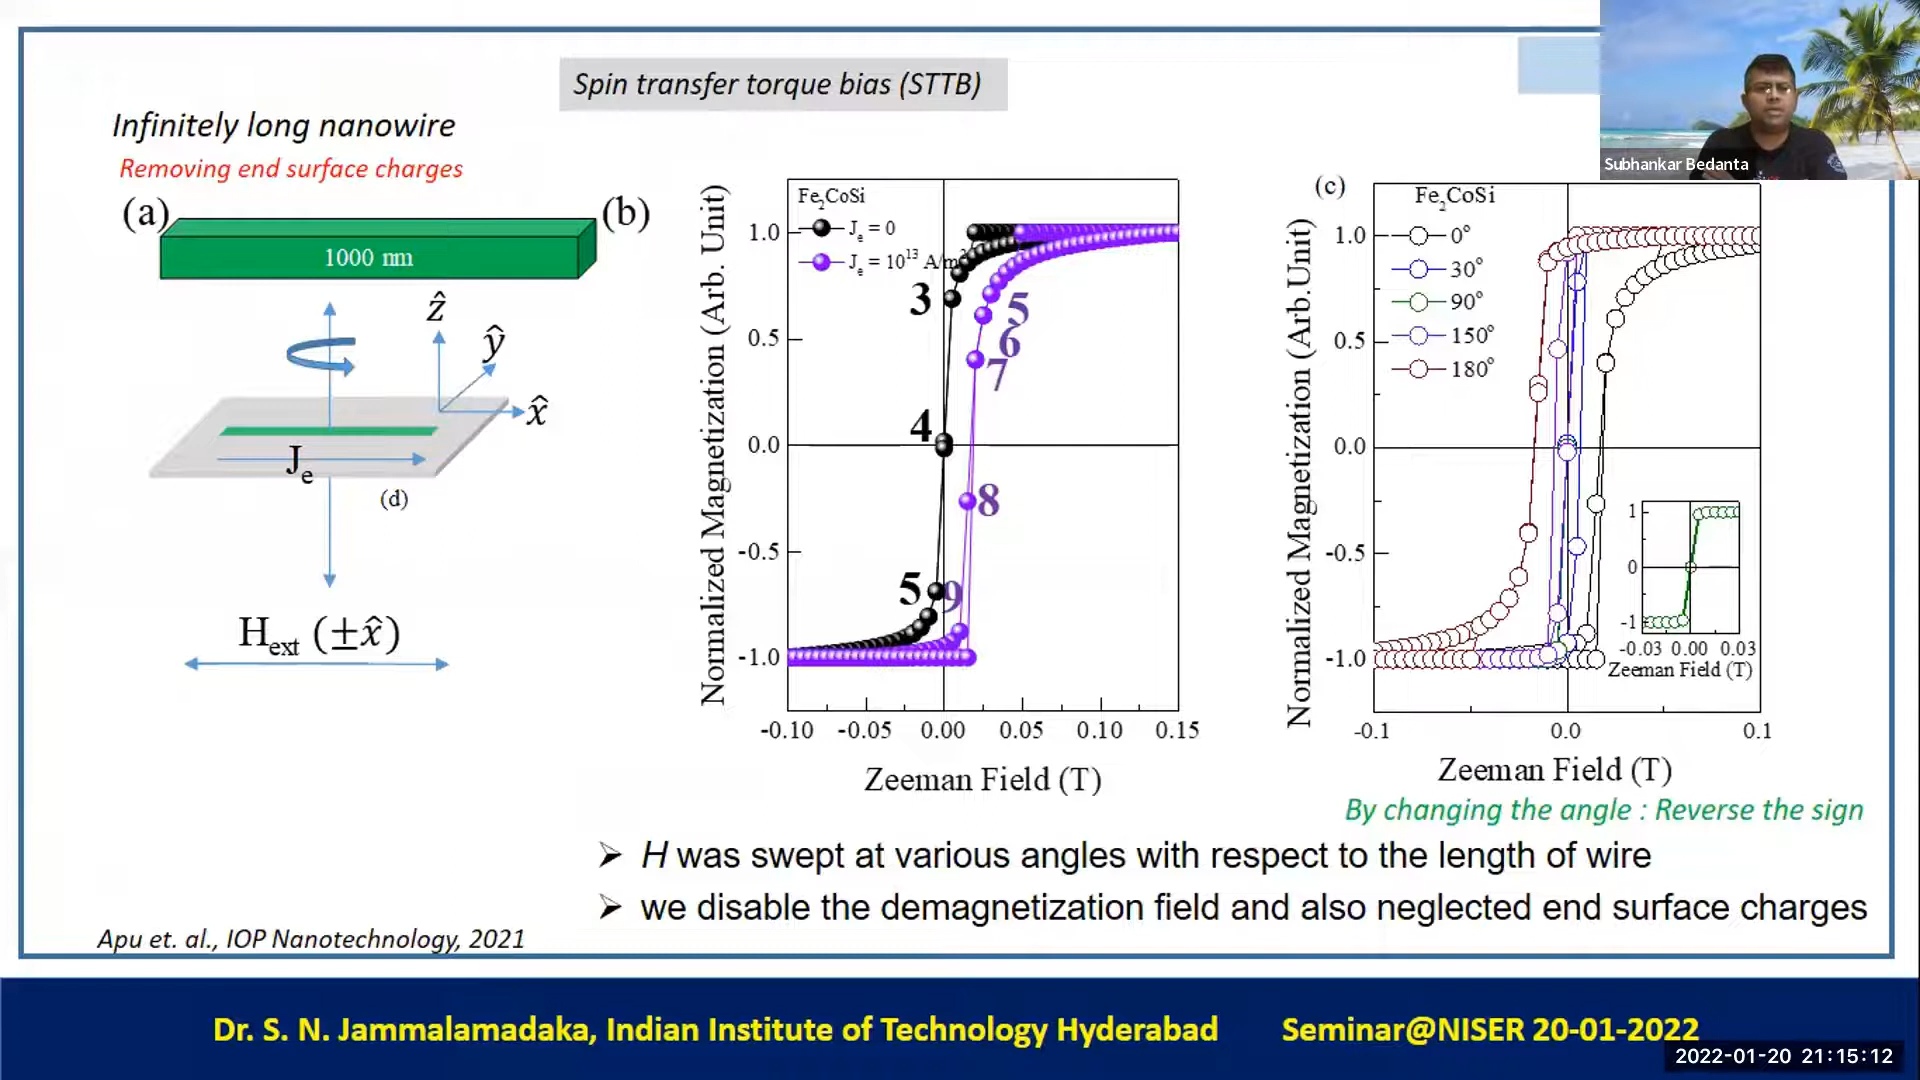 Spin transfer torque bias (STTB)
Subhankar Bedanta
Infinitely long nanowire
Removing end surface charges
(a)
(b)
1000 nm
ẑ
ŷ
x̂
Jₑ
(d)
Hₑₓₜ (±x̂)
Normalized Magnetization (Arb. Unit)
Fe₂CoSi
Jₑ = 0
Jₑ = 10¹³ A/m²
1.0
0.5
0.0
-0.5
-1.0
3
4
5
5
6
7
8
9
-0.10 -0.05 0.00 0.05 0.10 0.15
Zeeman Field (T)
(c)
Normalized Magnetization (Arb.Unit)
Fe₂CoSi
0°
30°
90°
150°
180°
1.0
0.5
0.0
-0.5
-1.0
1
0
-1
-0.03 0.00 0.03
Zeeman Field (T)
-0.1 0.0 0.1
Zeeman Field (T)
By changing the angle : Reverse the sign
➢ H was swept at various angles with respect to the length of wire
➢ we disable the demagnetization field and also neglected end surface charges
Apu et. al., IOP Nanotechnology, 2021
Dr. S. N. Jammalamadaka, Indian Institute of Technology Hyderabad Seminar@NISER 20-01-2022
2022-01-20 21:15:12